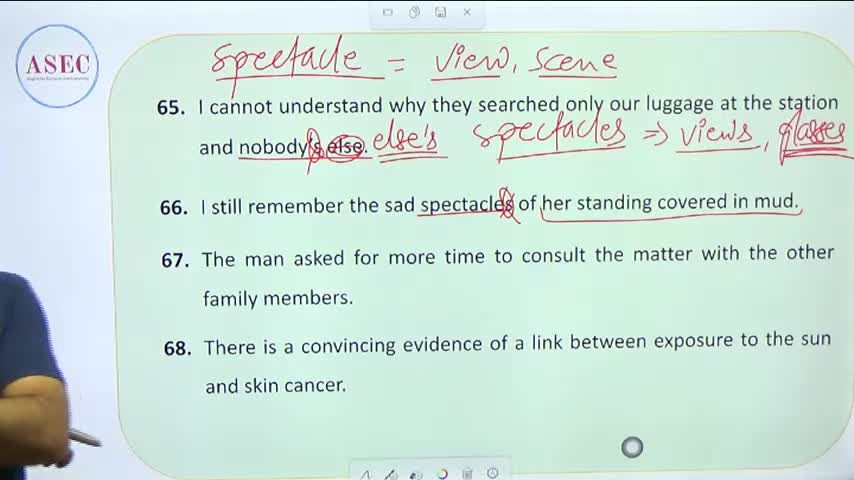 ASEC
spectacle = view, scene
65. I cannot understand why they searched only our luggage at the station
and nobody's else. else's spectacles ⇒ views, glasses
66. I still remember the sad spectacles of her standing covered in mud.
67. The man asked for more time to consult the matter with the other
family members.
68. There is a convincing evidence of a link between exposure to the sun
and skin cancer.